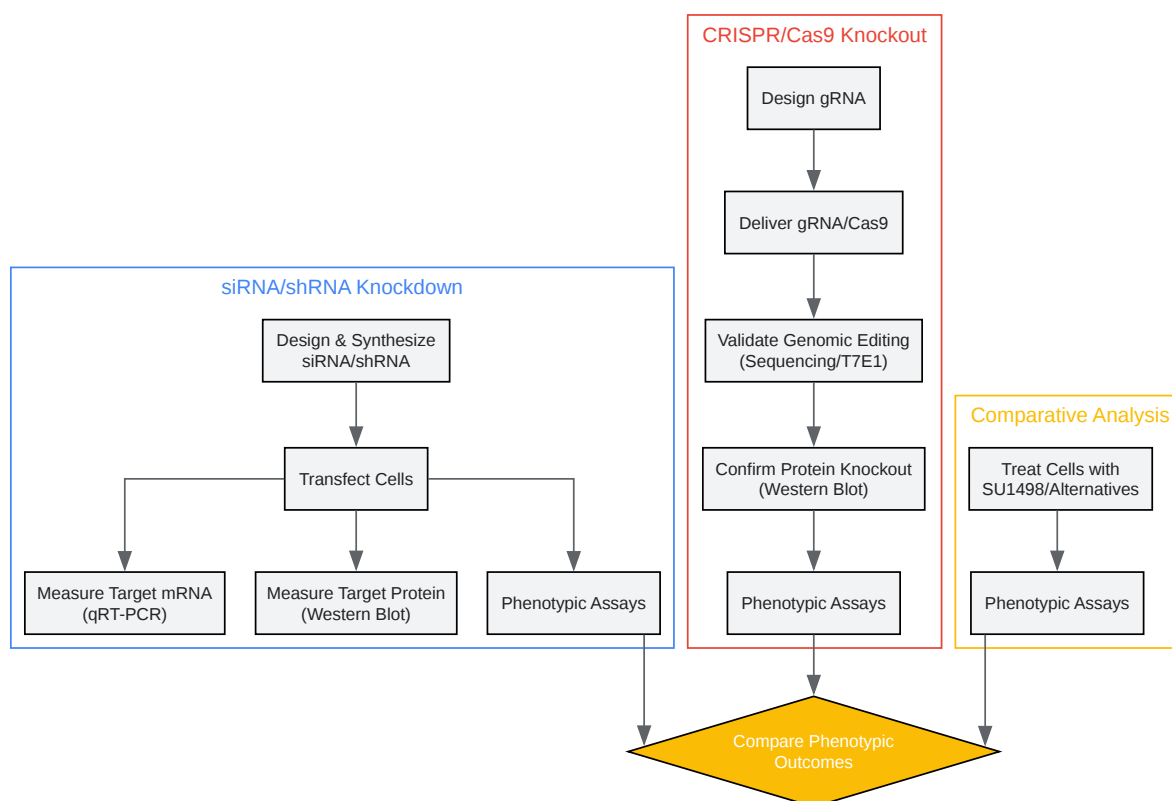 siRNA/shRNA Knockdown
Design & Synthesize
siRNA/shRNA
Transfect Cells
Measure Target mRNA
(qRT-PCR)
Measure Target Protein
(Western Blot)
Phenotypic Assays
CRISPR/Cas9 Knockout
Design gRNA
Deliver gRNA/Cas9
Validate Genomic Editing
(Sequencing/T7E1)
Confirm Protein Knockout
(Western Blot)
Phenotypic Assays
Comparative Analysis
Treat Cells with
SU1498/Alternatives
Phenotypic Assays
Compare Phenotypic
Outcomes